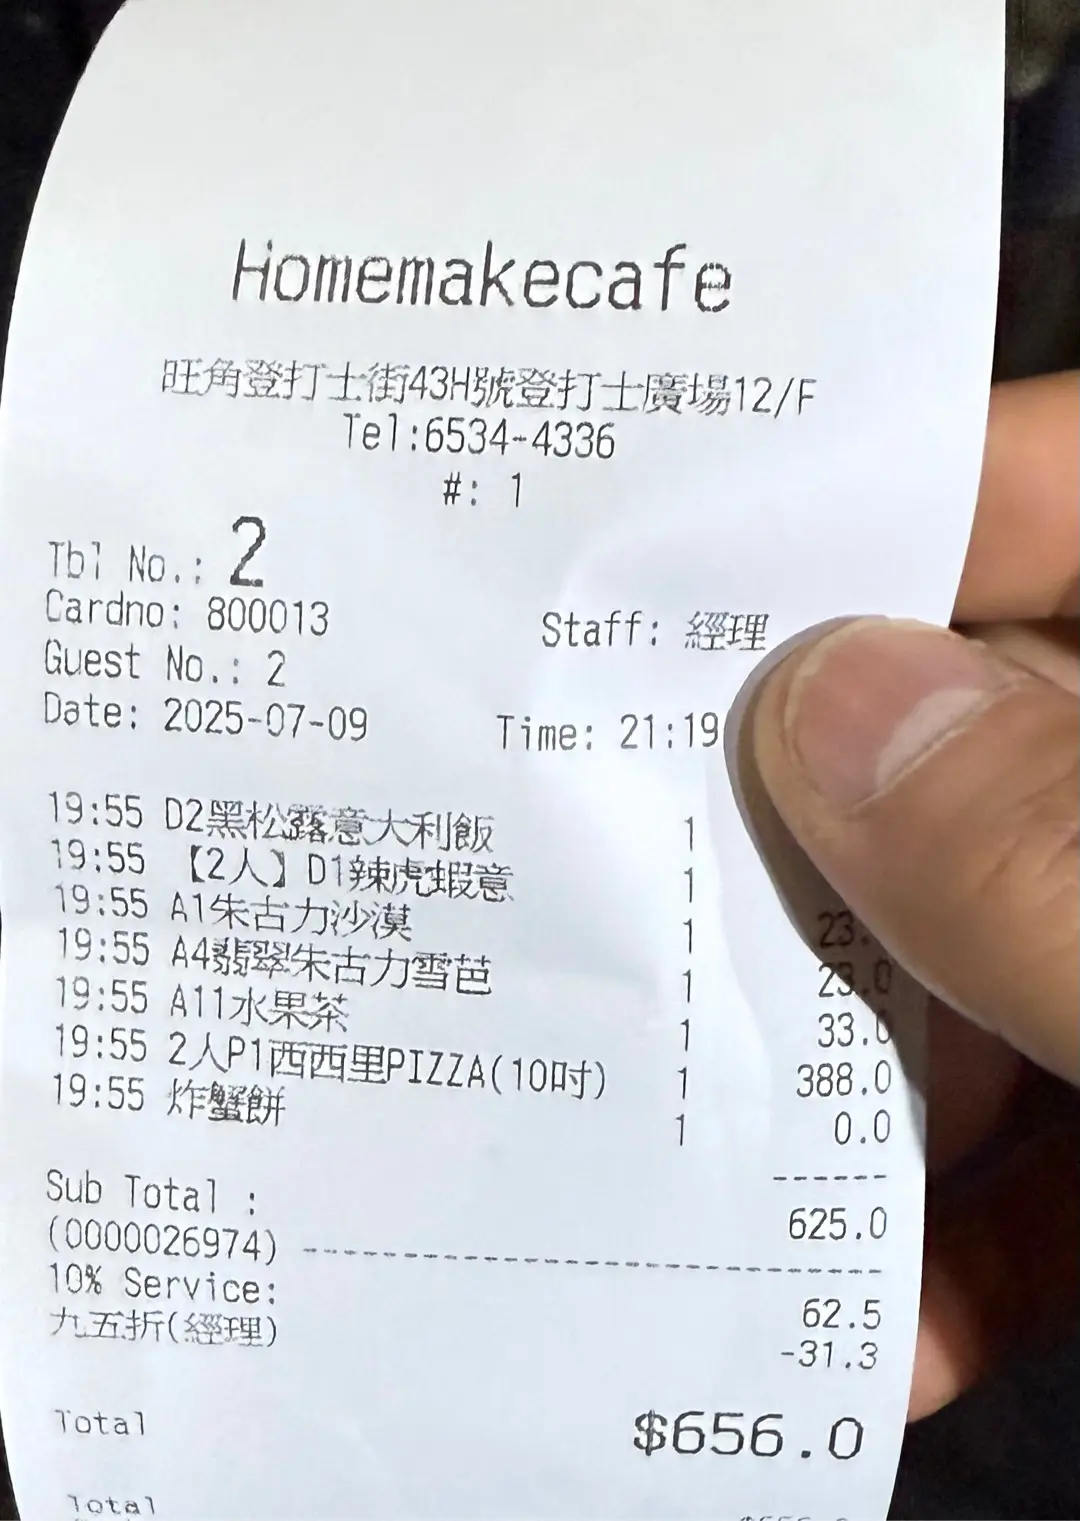 Homemakecafe
旺角登打士街43H號登打士廣場12/F
Tel:6534-4336
#: 1
Tbl No.: 2
Cardno: 800013 Staff: 經理
Guest No.: 2
Date: 2025-07-09 Time: 21:19
19:55 D2黑松露意大利飯 1
19:55 【2人】D1辣虎蝦意 1
19:55 A1朱古力沙漠 1 23.
19:55 A4翡翠朱古力雪芭 1 23.0
19:55 A11水果茶 1 33.0
19:55 2人P1西西里PIZZA(10吋) 1 388.0
19:55 炸蟹餅 1 0.0
------
Sub Total : 625.0
(0000026974) ------------------------------
10% Service: 62.5
九五折(經理) -31.3
Total $656.0
Total